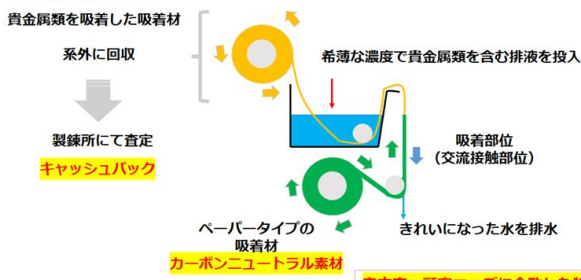 貴金属類を吸着した吸着材
系外に回収
製錬所にて査定
キャッシュバック
希薄な濃度で貴金属類を含む排液を投入
吸着部位
（交流接触部位）
ペーパータイプの
吸着材
カーボンニュートラル素材
きれいになった水を排水